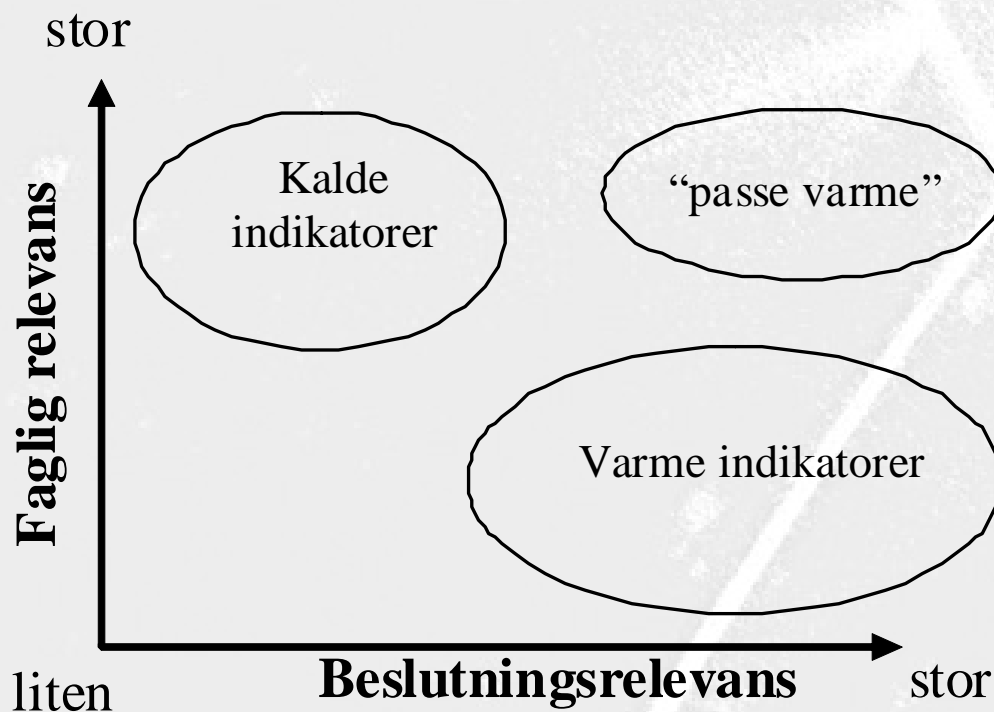 stor
Kalde
indikatorer
“passe varme”
Faglig relevans
Varme indikatorer
liten
Beslutningsrelevans
stor